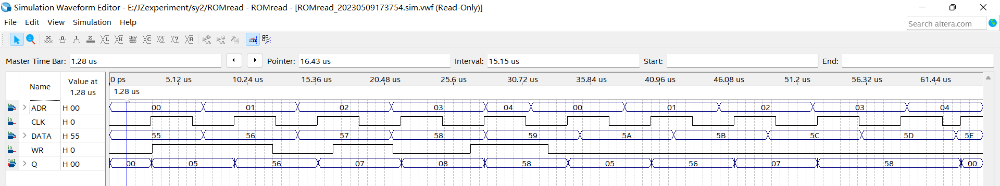 Simulation Waveform Editor - E:/JZexperiment/sy2/ROMread - ROMread - [ROMread_20230509173754.sim.vwf (Read-Only)]
File Edit View Simulation Help
Search altera.com
Master Time Bar: 1.28 us Pointer: 16.43 us Interval: 15.15 us Start: End:
Name Value at 1.28 us
0 ps 5.12 us 10.24 us 15.36 us 20.48 us 25.6 us 30.72 us 35.84 us 40.96 us 46.08 us 51.2 us 56.32 us 61.44 us
1.28 us
ADR H 00 00 01 02 03 04 00 01 02 03 04
CLK H 0
DATA H 55 55 56 57 58 59 5A 5B 5C 5D 5E
WR H 0
Q H 00 00 05 56 07 08 58 05 56 07 58 00